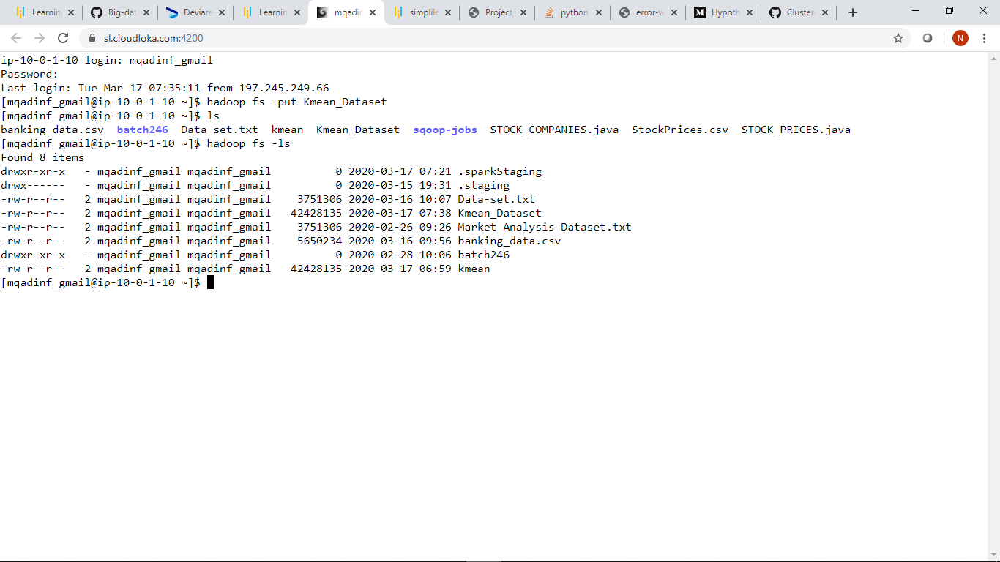 Learnin
Big-dat
Deviare
Learnin
mqadin
simplile
Project_
python
error-w
Hypoth
Cluster
sl.cloudloka.com:4200
N
ip-10-0-1-10 login: mqadinf_gmail
Password:
Last login: Tue Mar 17 07:35:11 from 197.245.249.66
[mqadinf_gmail@ip-10-0-1-10 ~]$ hadoop fs -put Kmean_Dataset
[mqadinf_gmail@ip-10-0-1-10 ~]$ ls
banking_data.csv  batch246  Data-set.txt  kmean  Kmean_Dataset  sqoop-jobs  STOCK_COMPANIES.java  StockPrices.csv  STOCK_PRICES.java
[mqadinf_gmail@ip-10-0-1-10 ~]$ hadoop fs -ls
Found 8 items
drwxr-xr-x   - mqadinf_gmail mqadinf_gmail          0 2020-03-17 07:21 .sparkStaging
drwx------   - mqadinf_gmail mqadinf_gmail          0 2020-03-15 19:31 .staging
-rw-r--r--   2 mqadinf_gmail mqadinf_gmail    3751306 2020-03-16 10:07 Data-set.txt
-rw-r--r--   2 mqadinf_gmail mqadinf_gmail   42428135 2020-03-17 07:38 Kmean_Dataset
-rw-r--r--   2 mqadinf_gmail mqadinf_gmail    3751306 2020-02-26 09:26 Market Analysis Dataset.txt
-rw-r--r--   2 mqadinf_gmail mqadinf_gmail    5650234 2020-03-16 09:56 banking_data.csv
drwxr-xr-x   - mqadinf_gmail mqadinf_gmail          0 2020-02-28 10:06 batch246
-rw-r--r--   2 mqadinf_gmail mqadinf_gmail   42428135 2020-03-17 06:59 kmean
[mqadinf_gmail@ip-10-0-1-10 ~]$